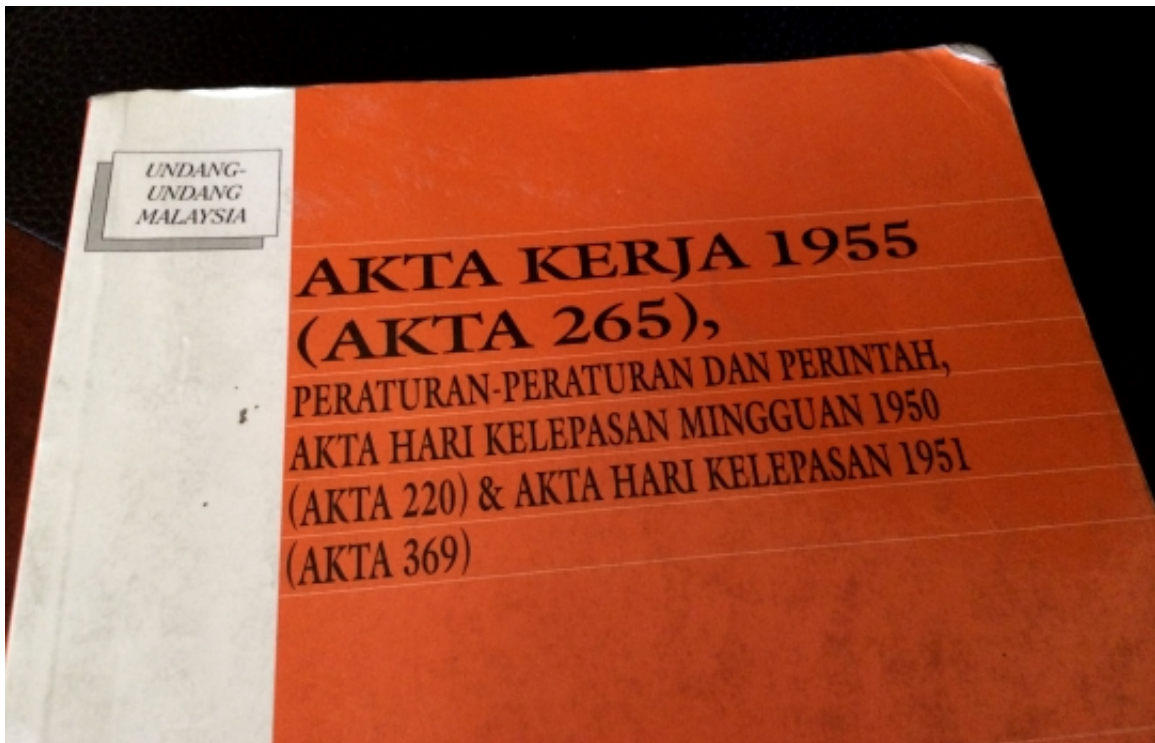 UNDANG-
UNDANG
MALAYSIA
AKTA KERJA 1955
(AKTA 265),
PERATURAN-PERATURAN DAN PERINTAH,
AKTA HARI KELEPASAN MINGGUAN 1950
(AKTA 220) & AKTA HARI KELEPASAN 1951
(AKTA 369)